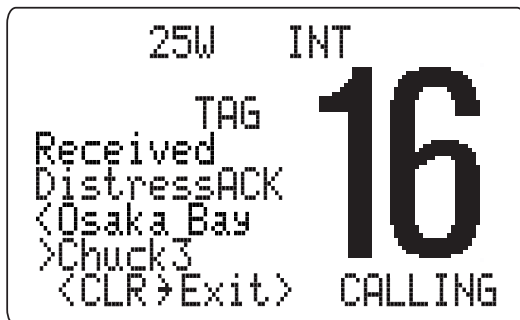 25W INT
TAG
16
Received
DistressACK
<Osaka Bay
>Chuck3
<CLR→Exit> CALLING